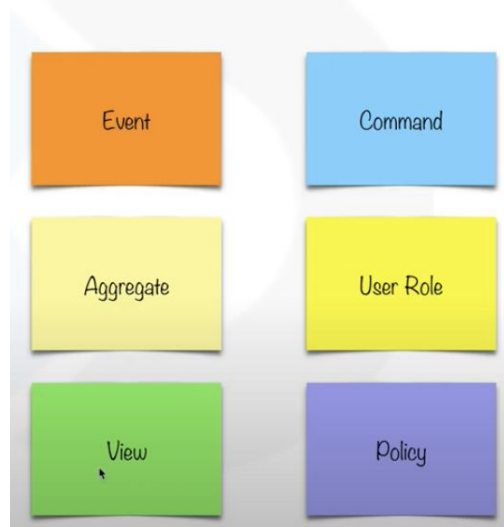 Event
Command
Aggregate
User Role
View
Policy